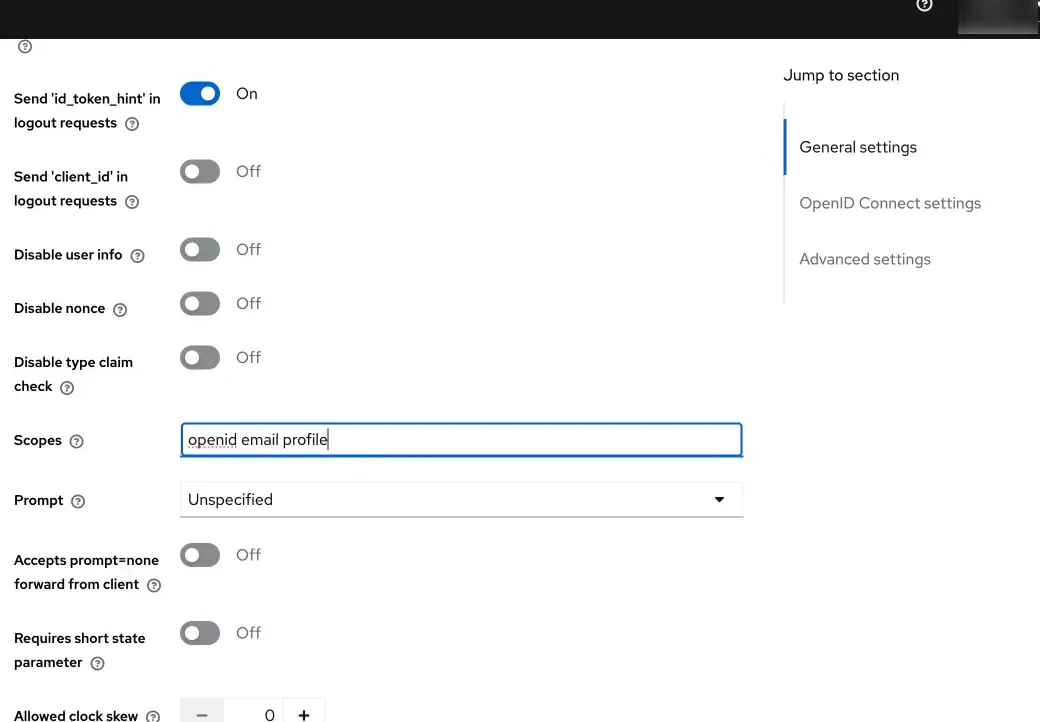 Jump to section
Send 'id_token_hint' in
logout requests
On
General settings
Send 'client_id' in
logout requests
Off
OpenID Connect settings
Disable user info
Off
Advanced settings
Disable nonce
Off
Disable type claim
check
Off
Scopes
openid email profile
Prompt
Unspecified
Accepts prompt=none
forward from client
Off
Requires short state
parameter
Off
Allowed clock skew
− 0 +